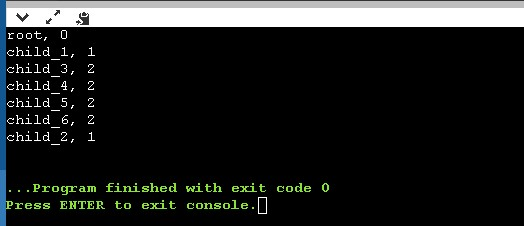 root, 0
child_1, 1
child_3, 2
child_4, 2
child_5, 2
child_6, 2
child_2, 1
...Program finished with exit code 0
Press ENTER to exit console.